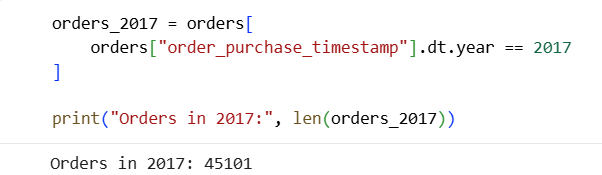 orders_2017 = orders[
    orders["order_purchase_timestamp"].dt.year == 2017
]
print("Orders in 2017:", len(orders_2017))
Orders in 2017: 45101